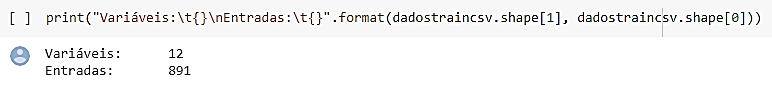 [ ] print("Variáveis:\t{}\nEntradas:\t{}".format(dadostraincsv.shape[1], dadostraincsv.shape[0]))
Variáveis: 12
Entradas: 891